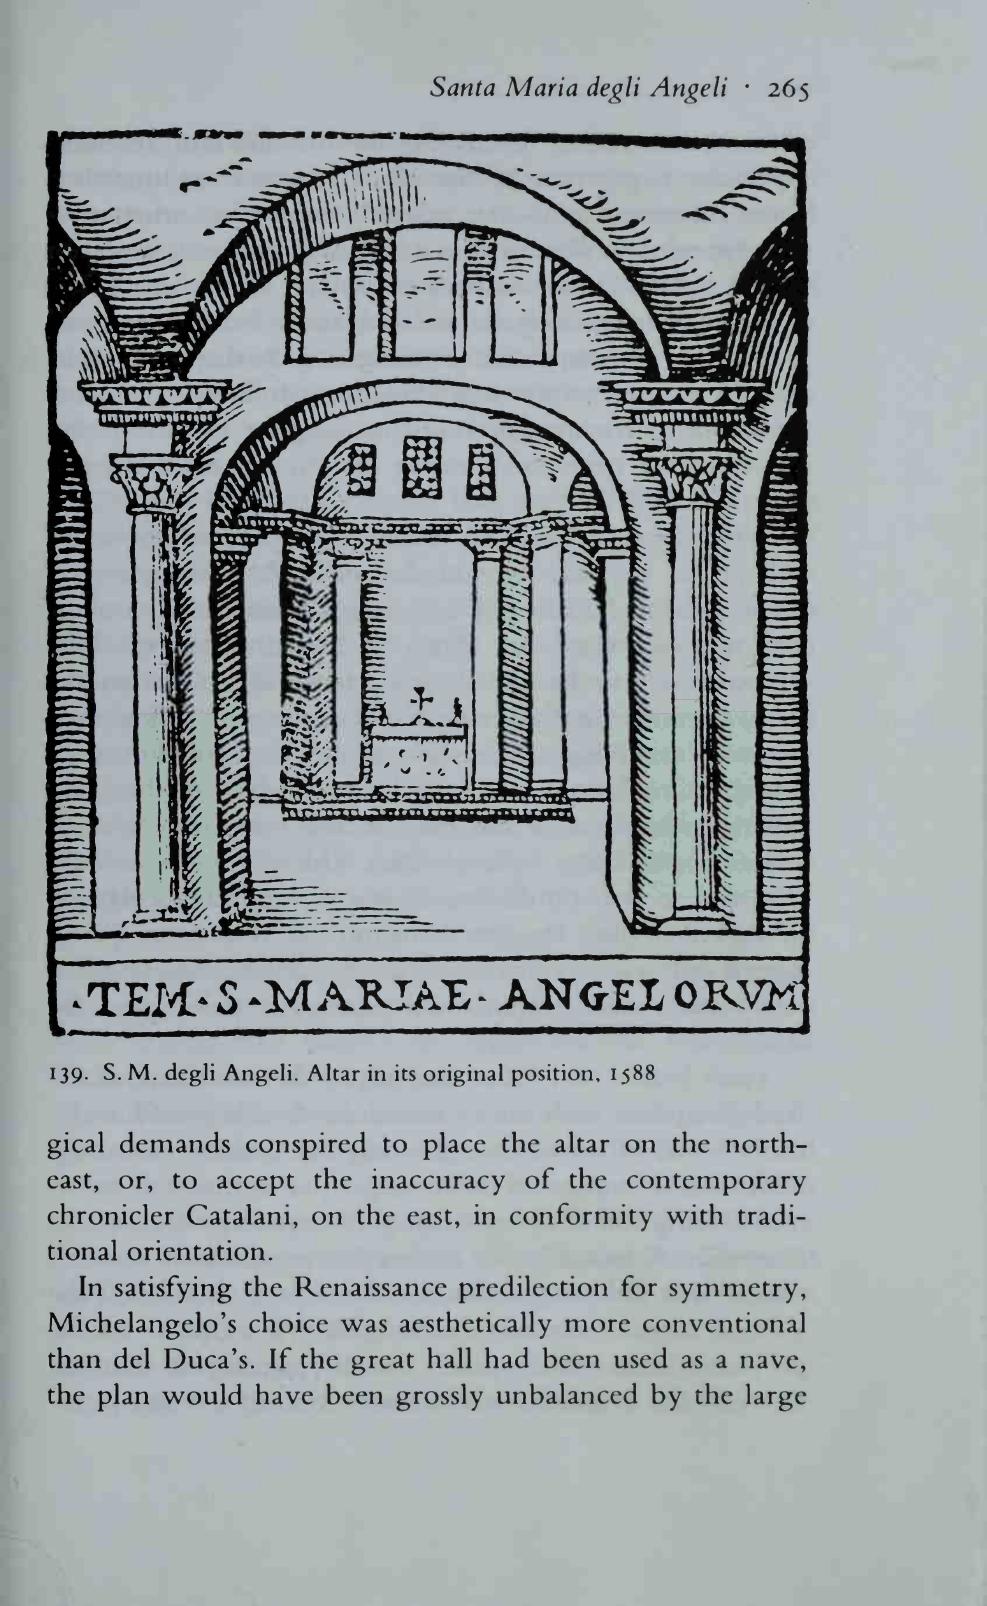 Santa Maria degli Angeli · 265
·TEM·S·MARIAE· ANGELORVM
139. S. M. degli Angeli. Altar in its original position, 1588
gical demands conspired to place the altar on the north-
east, or, to accept the inaccuracy of the contemporary
chronicler Catalani, on the east, in conformity with tradi-
tional orientation.
In satisfying the Renaissance predilection for symmetry,
Michelangelo's choice was aesthetically more conventional
than del Duca's. If the great hall had been used as a nave,
the plan would have been grossly unbalanced by the large